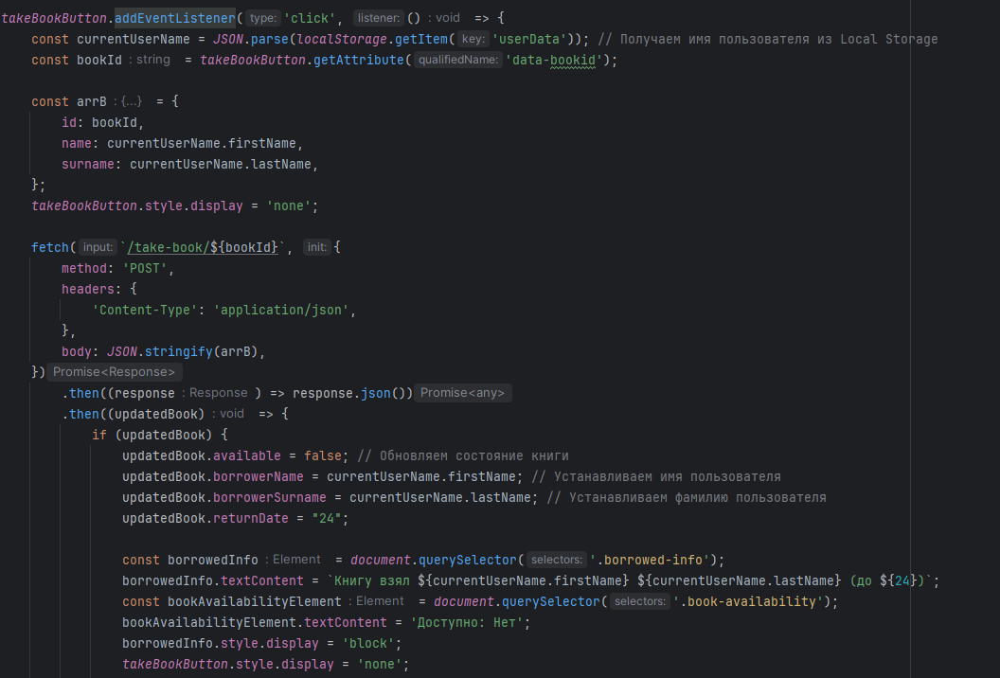 takeBookButton.addEventListener( type: 'click', listener: () : void => {
    const currentUserName = JSON.parse(localStorage.getItem( key: 'userData')); // Получаем имя пользователя из Local Storage
    const bookId : string = takeBookButton.getAttribute( qualifiedName: 'data-bookid');

    const arrB : {...} = {
        id: bookId,
        name: currentUserName.firstName,
        surname: currentUserName.lastName,
    };
    takeBookButton.style.display = 'none';

    fetch( input: `/take-book/${bookId}`, init: {
        method: 'POST',
        headers: {
            'Content-Type': 'application/json',
        },
        body: JSON.stringify(arrB),
    }) Promise<Response>
        .then((response : Response ) => response.json()) Promise<any>
        .then((updatedBook) : void => {
            if (updatedBook) {
                updatedBook.available = false; // Обновляем состояние книги
                updatedBook.borrowerName = currentUserName.firstName; // Устанавливаем имя пользователя
                updatedBook.borrowerSurname = currentUserName.lastName; // Устанавливаем фамилию пользователя
                updatedBook.returnDate = "24";

                const borrowedInfo : Element = document.querySelector( selectors: '.borrowed-info');
                borrowedInfo.textContent = `Книгу взял ${currentUserName.firstName} ${currentUserName.lastName} (до ${24})`;
                const bookAvailabilityElement : Element = document.querySelector( selectors: '.book-availability');
                bookAvailabilityElement.textContent = 'Доступно: Нет';
                borrowedInfo.style.display = 'block';
                takeBookButton.style.display = 'none';